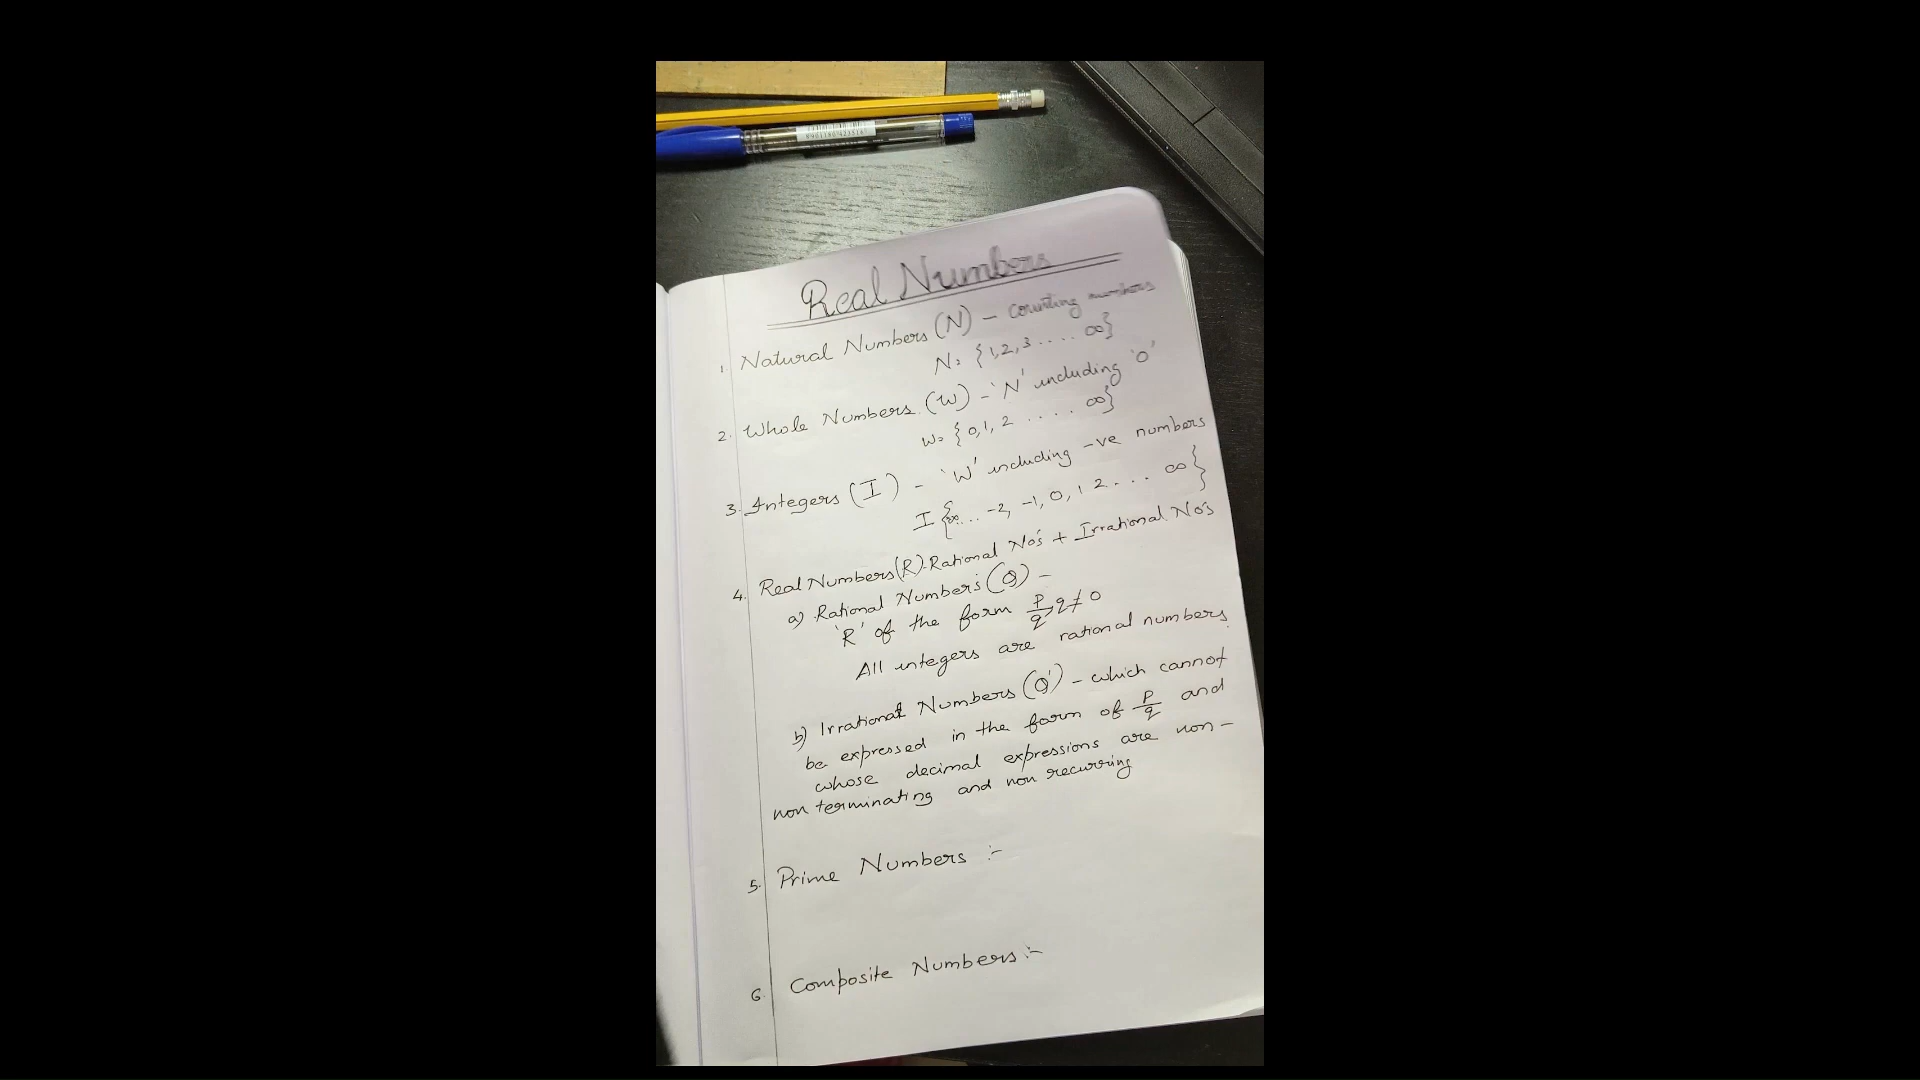 Real Numbers
1. Natural Numbers (N) - counting numbers
N = {1,2,3.... ∞}
2. Whole Numbers. (W) - 'N' including '0'
W = {0,1,2 .... ∞}
3. Integers (I) - 'W' including -ve numbers
I {∞... -2, -1, 0, 1 2... ∞}
4. Real Numbers (R).Rational No's + Irrational No's
a) Rational Numbers (Q) -
'R' of the form p/q, q≠0
All integers are rational numbers.
b) Irrational Numbers (Q') - which cannot
be expressed in the form of p/q and
whose decimal expressions are non-
non terminating and non recurring
5. Prime Numbers :-
6. Composite Numbers :-